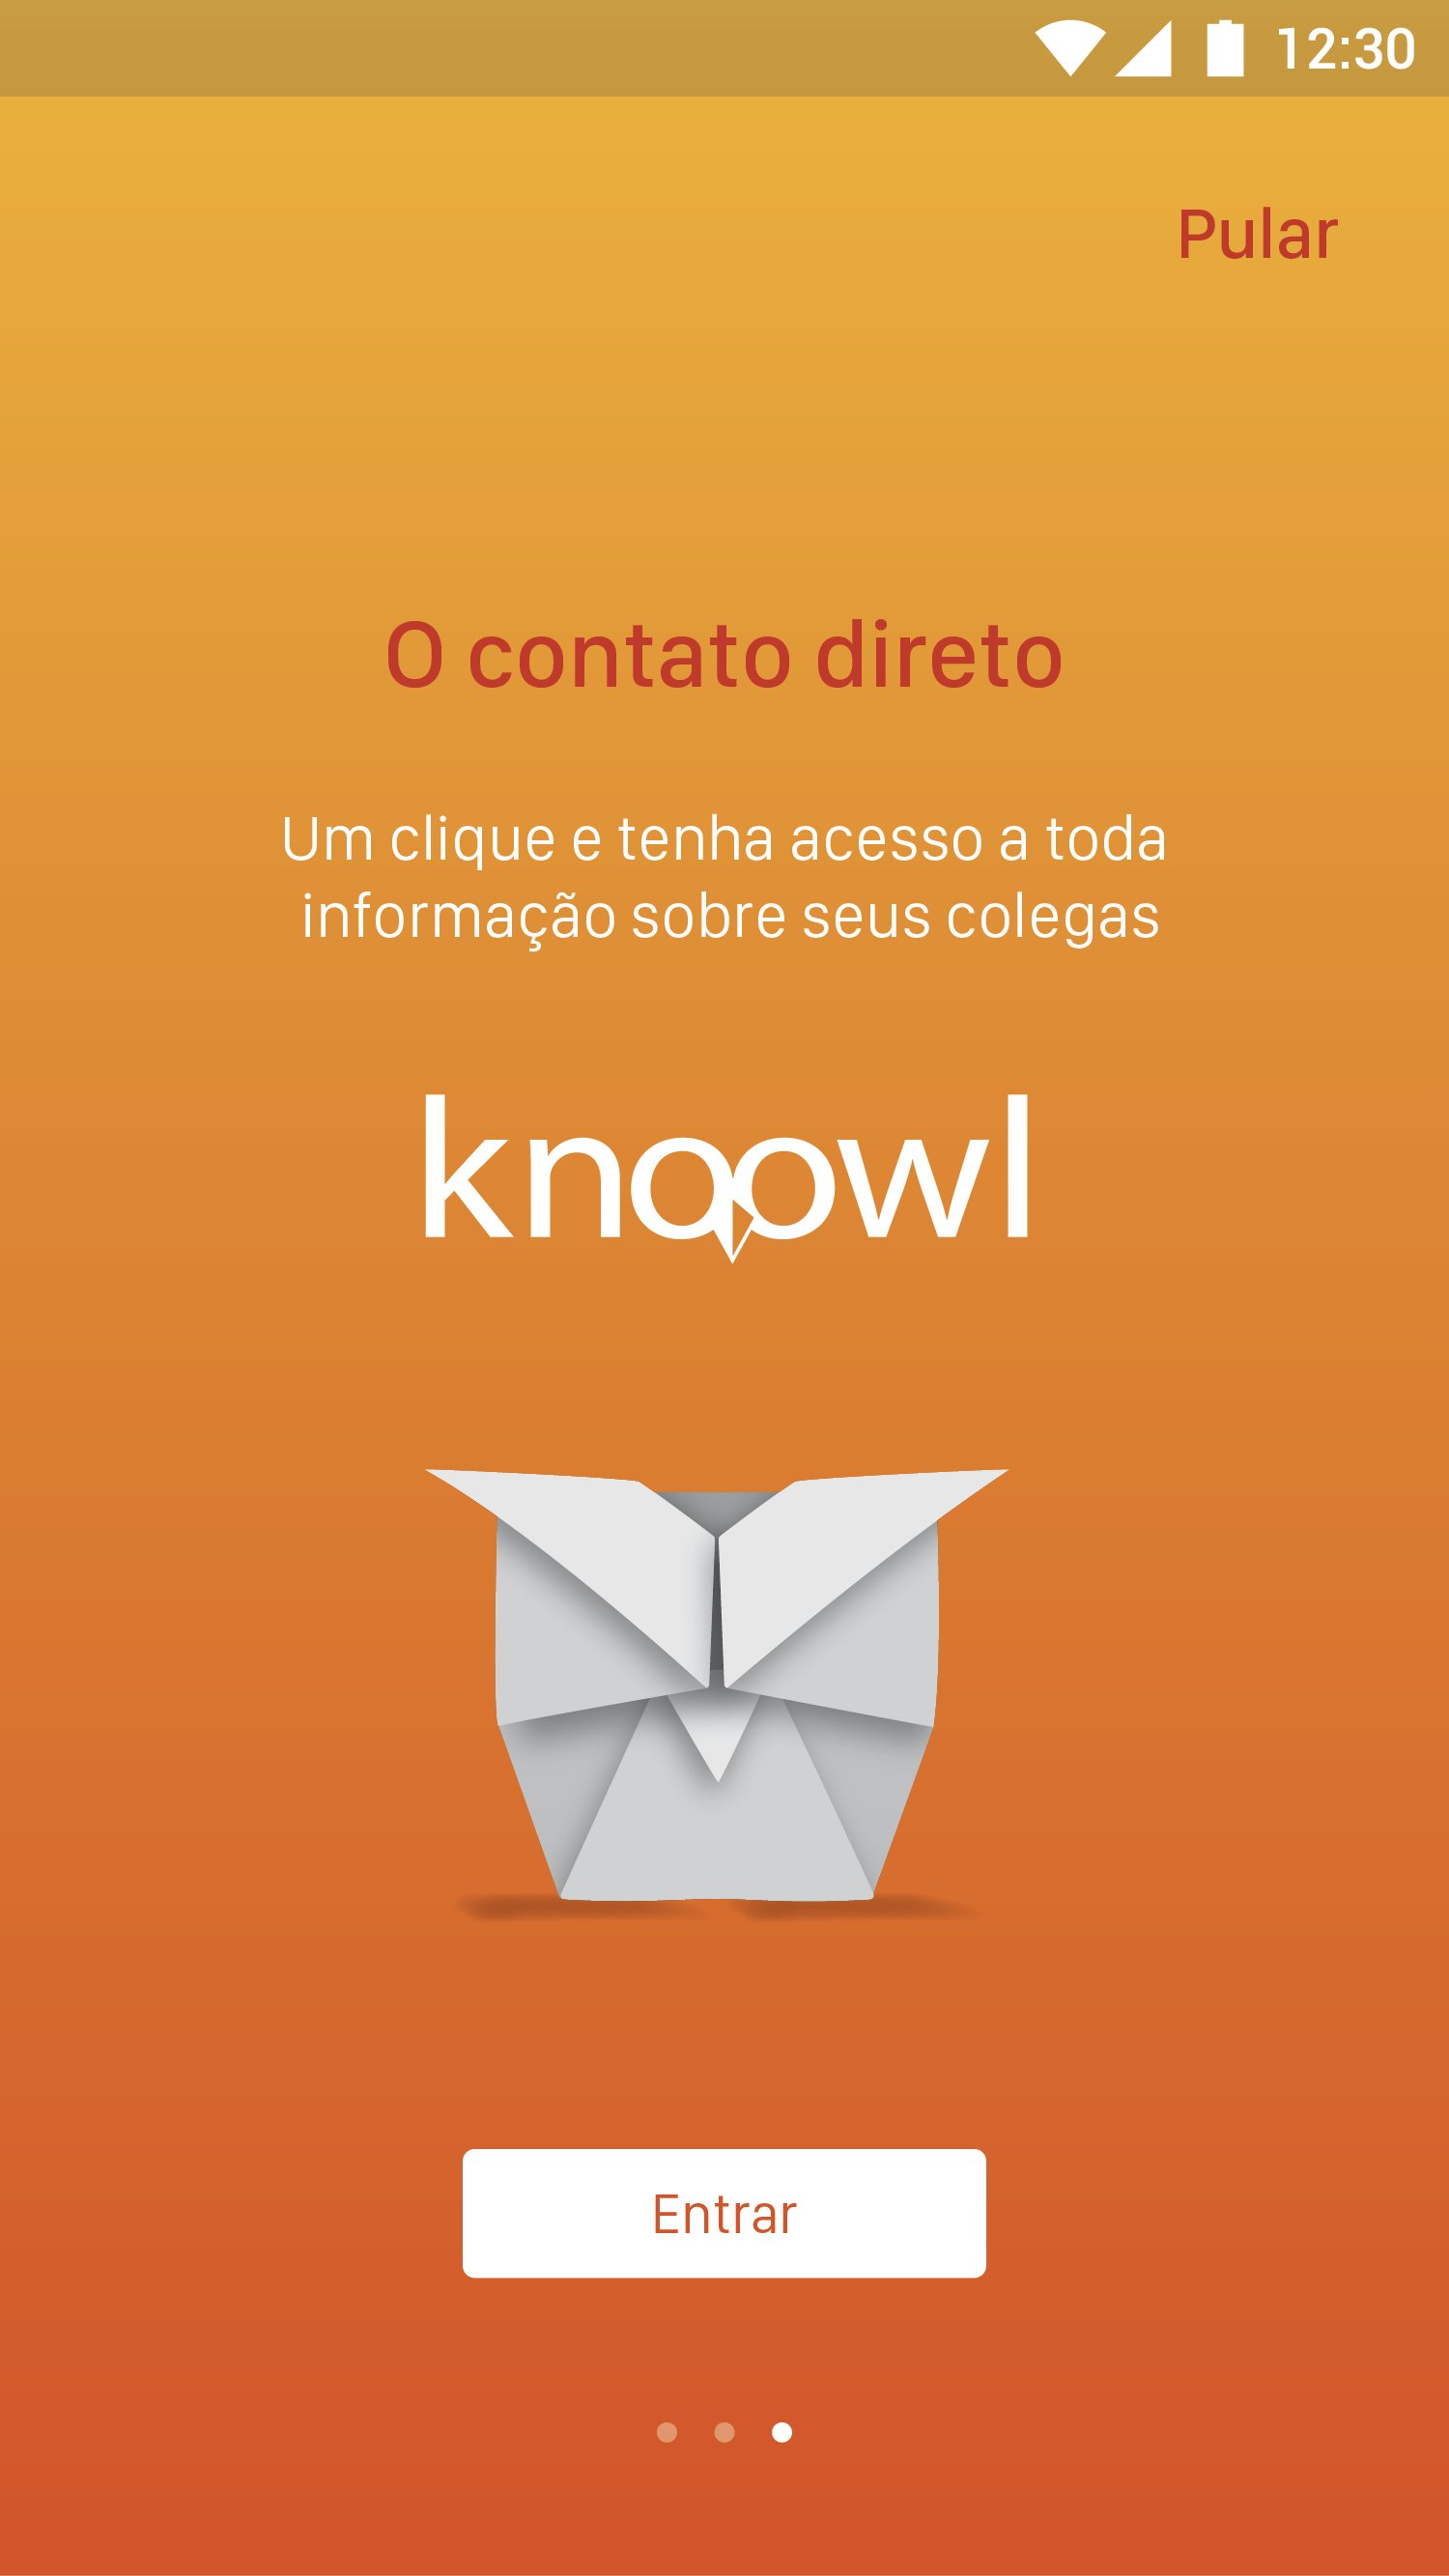 12:30
Pular
O contato direto
Um clique e tenha acesso a toda
informação sobre seus colegas
knoowl
Entrar